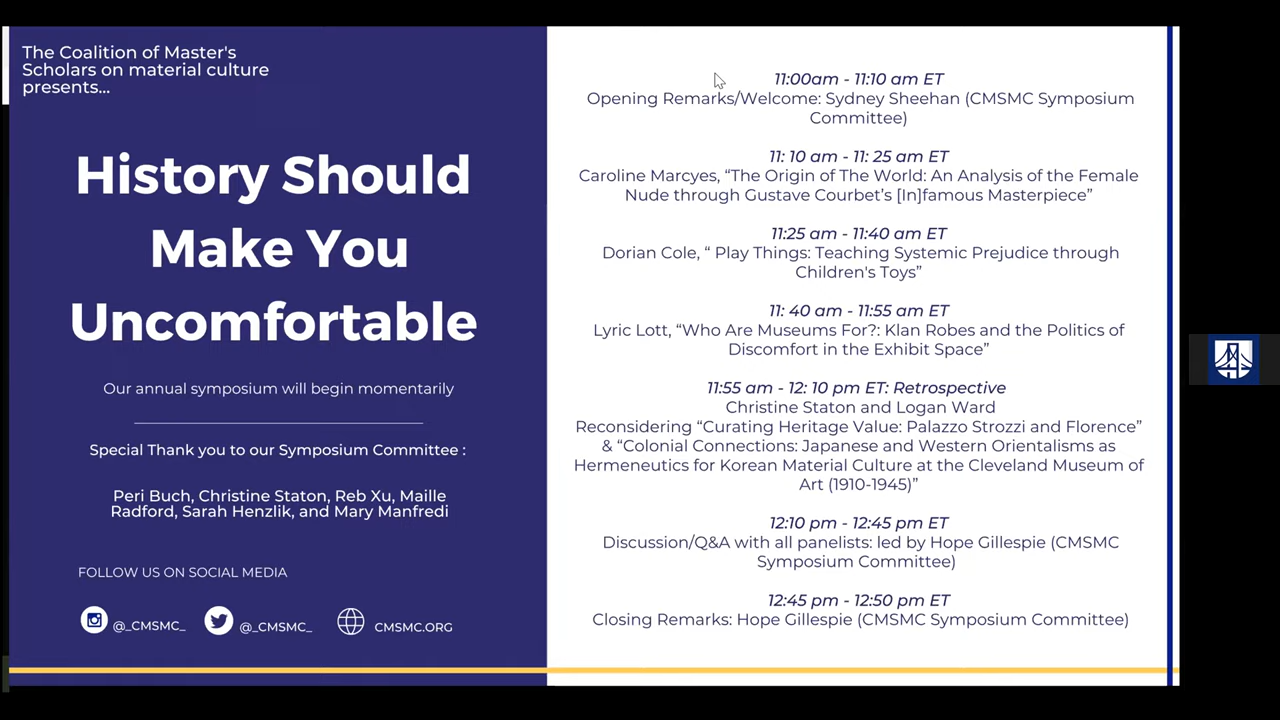 The Coalition of Master's
Scholars on material culture
presents...
History Should
Make You
Uncomfortable
Our annual symposium will begin momentarily
Special Thank you to our Symposium Committee :
Peri Buch, Christine Staton, Reb Xu, Maille
Radford, Sarah Henzlik, and Mary Manfredi
FOLLOW US ON SOCIAL MEDIA
@_CMSMC_ @_CMSMC_ CMSMC.ORG
11:00am - 11:10 am ET
Opening Remarks/Welcome: Sydney Sheehan (CMSMC Symposium
Committee)
11: 10 am - 11: 25 am ET
Caroline Marcyes, “The Origin of The World: An Analysis of the Female
Nude through Gustave Courbet’s [In]famous Masterpiece”
11:25 am - 11:40 am ET
Dorian Cole, “ Play Things: Teaching Systemic Prejudice through
Children's Toys”
11: 40 am - 11:55 am ET
Lyric Lott, “Who Are Museums For?: Klan Robes and the Politics of
Discomfort in the Exhibit Space”
11:55 am - 12: 10 pm ET: Retrospective
Christine Staton and Logan Ward
Reconsidering “Curating Heritage Value: Palazzo Strozzi and Florence”
& “Colonial Connections: Japanese and Western Orientalisms as
Hermeneutics for Korean Material Culture at the Cleveland Museum of
Art (1910-1945)”
12:10 pm - 12:45 pm ET
Discussion/Q&A with all panelists: led by Hope Gillespie (CMSMC
Symposium Committee)
12:45 pm - 12:50 pm ET
Closing Remarks: Hope Gillespie (CMSMC Symposium Committee)